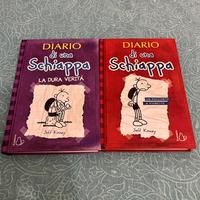 DIARIO
di una
Schiappa
LA DURA VERITÀ
Jeff Kinney
DIARIO
di una
Schiappa
Jeff Kinney